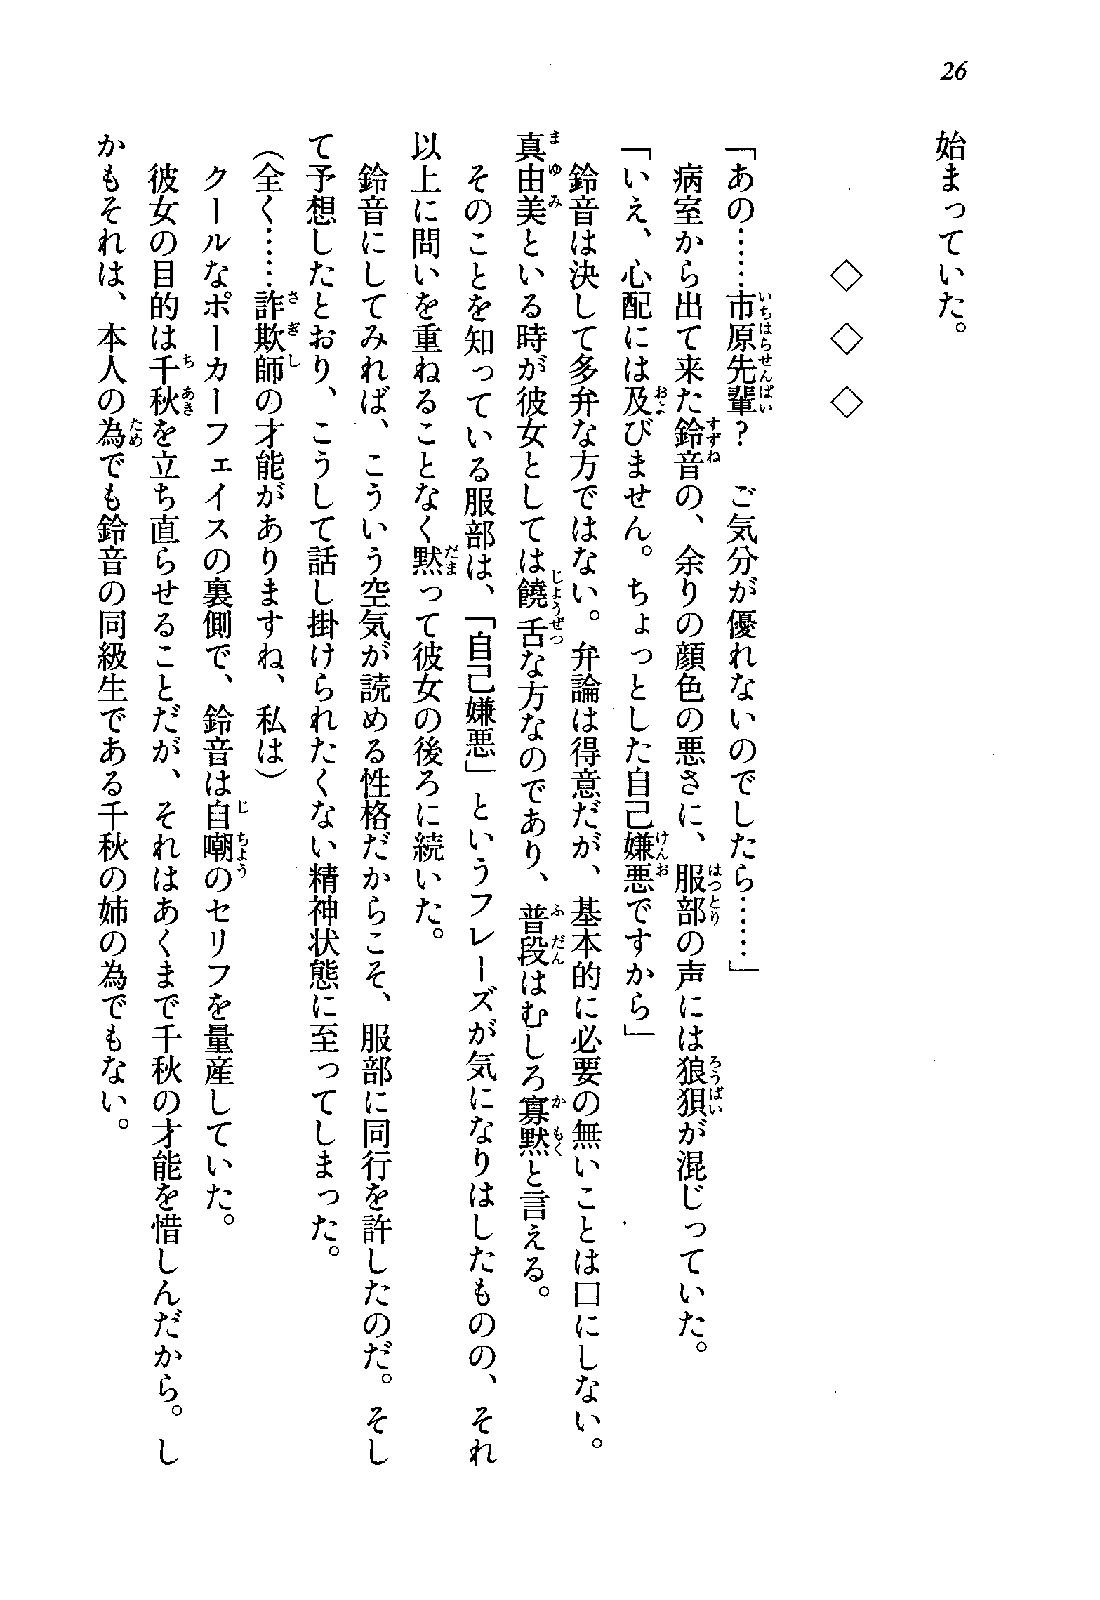 26
始まっていた。
◇ ◇ ◇
「あの……市原先輩? ご気分が優れないのでしたら……」
病室から出て来た鈴音の、余りの顔色の悪さに、服部の声には狼狽が混じっていた。
「いえ、心配には及びません。ちょっとした自己嫌悪ですから」
鈴音は決して多弁な方ではない。弁論は得意だが、基本的に必要の無いことは口にしない。
真由美といる時が彼女としては饒舌な方なのであり、普段はむしろ寡黙と言える。
そのことを知っている服部は、「自己嫌悪」というフレーズが気になりはしたものの、それ
以上に問いを重ねることなく黙って彼女の後ろに続いた。
鈴音にしてみれば、こういう空気が読める性格だからこそ、服部に同行を許したのだ。そし
て予想したとおり、こうして話し掛けられたくない精神状態に至ってしまった。
(全く……詐欺師の才能がありますね、私は)
クールなポーカーフェイスの裏側で、鈴音は自嘲のセリフを量産していた。
彼女の目的は千秋を立ち直らせることだが、それはあくまで千秋の才能を惜しんだから。し
かもそれは、本人の為でも鈴音の同級生である千秋の姉の為でもない。